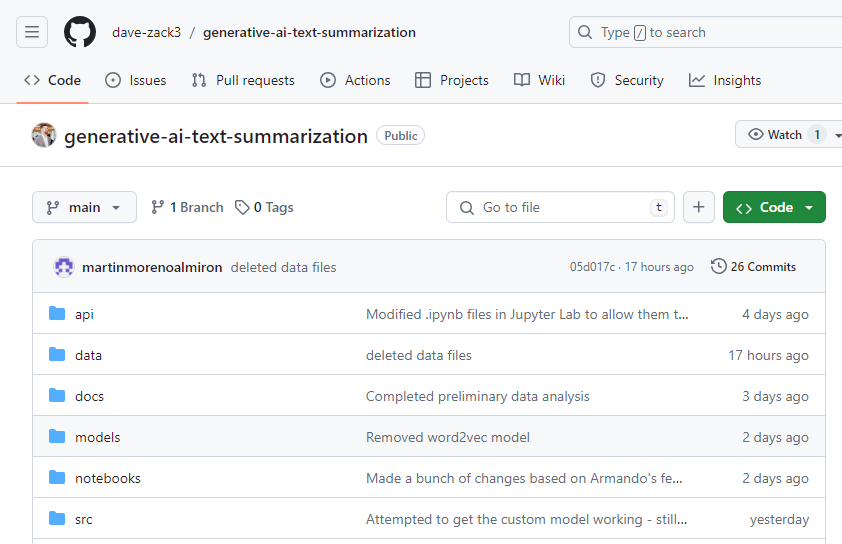 dave-zack3 / generative-ai-text-summarization
Type / to search
Code Issues Pull requests Actions Projects Wiki Security Insights
generative-ai-text-summarization Public
Watch 1
main 1 Branch 0 Tags
Go to file t
Code
martinmorenoalmiron deleted data files 05d017c · 17 hours ago 26 Commits
api Modified .ipynb files in Jupyter Lab to allow them t... 4 days ago
data deleted data files 17 hours ago
docs Completed preliminary data analysis 3 days ago
models Removed word2vec model 2 days ago
notebooks Made a bunch of changes based on Armando's fe... 2 days ago
src Attempted to get the custom model working - still... yesterday